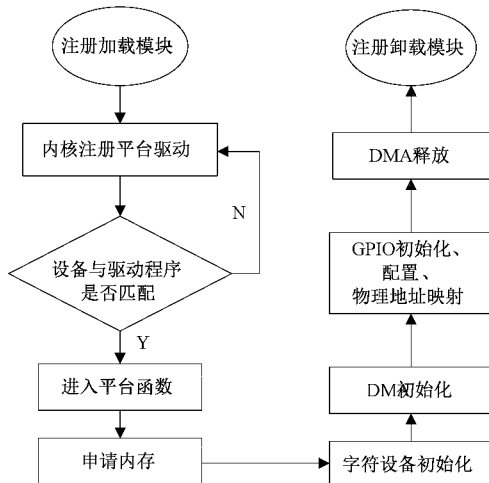 注册加载模块
内核注册平台驱动
N
设备与驱动程序
是否匹配
Y
进入平台函数
申请内存
注册卸载模块
DMA释放
GPIO初始化、
配置、
物理地址映射
DM初始化
字符设备初始化